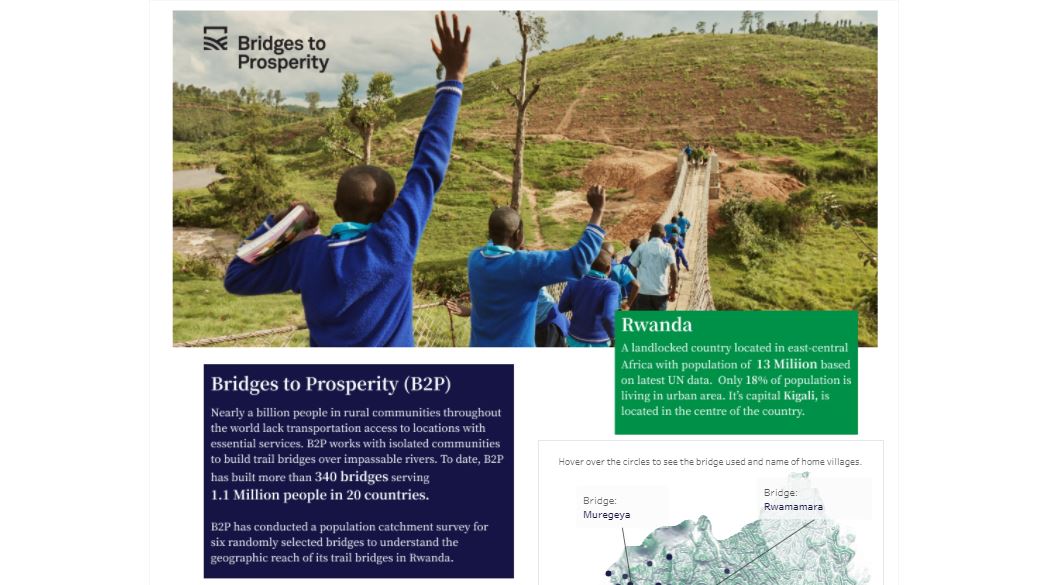 Bridges to
Prosperity
Rwanda
A landlocked country located in east-central
Africa with population of 13 Miliion based
on latest UN data. Only 18% of population is
living in urban area. It's capital Kigali, is
located in the centre of the country.
Bridges to Prosperity (B2P)
Nearly a billion people in rural communities throughout
the world lack transportation access to locations with
essential services. B2P works with isolated communities
to build trail bridges over impassable rivers. To date, B2P
has built more than 340 bridges serving
1.1 Million people in 20 countries.
B2P has conducted a population catchment survey for
six randomly selected bridges to understand the
geographic reach of its trail bridges in Rwanda.
Hover over the circles to see the bridge used and name of home villages.
Bridge:
Muregeya
Bridge:
Rwamamara